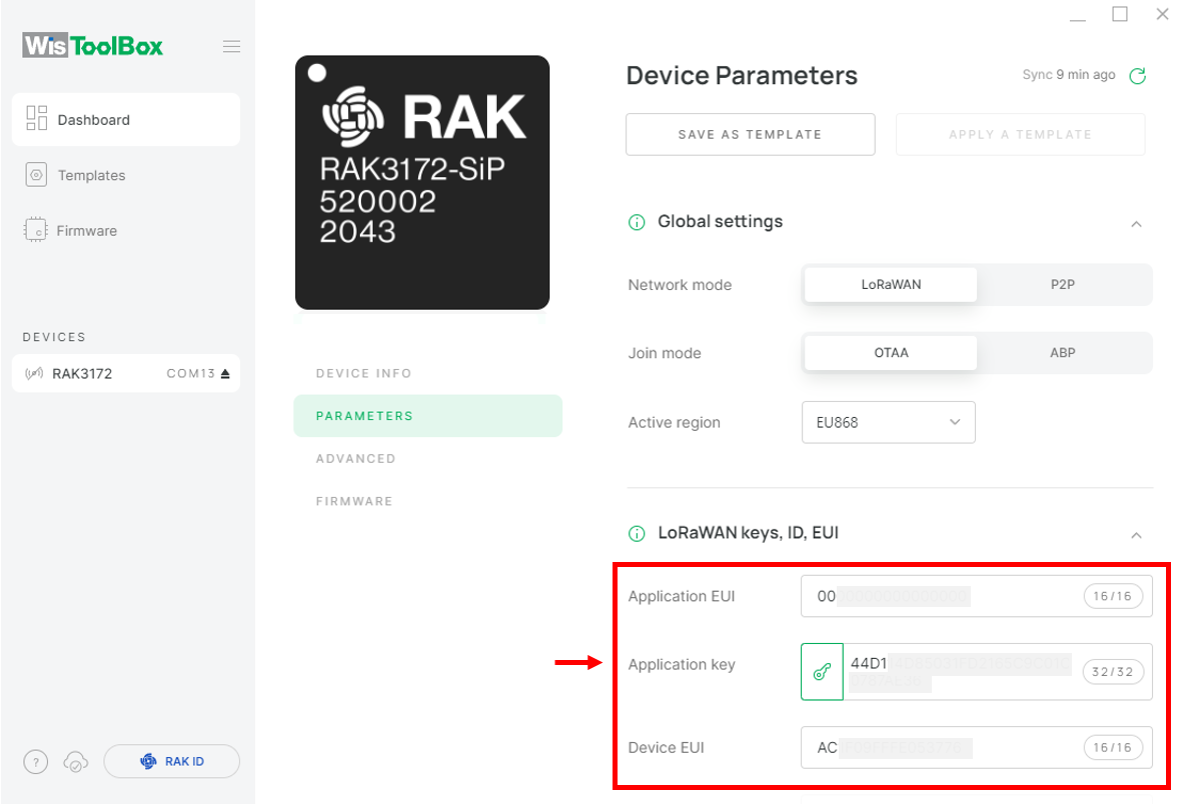 WisToolBox
Dashboard
Templates
Firmware
DEVICES
RAK3172 COM13
? RAK ID
RAK
RAK3172-SiP
520002
2043
DEVICE INFO
PARAMETERS
ADVANCED
FIRMWARE
Device Parameters Sync 9 min ago
SAVE AS TEMPLATE APPLY A TEMPLATE
Global settings
Network mode LoRaWAN P2P
Join mode OTAA ABP
Active region EU868
LoRaWAN keys, ID, EUI
Application EUI 00 16/16
Application key 44D1 32/32
Device EUI AC 16/16